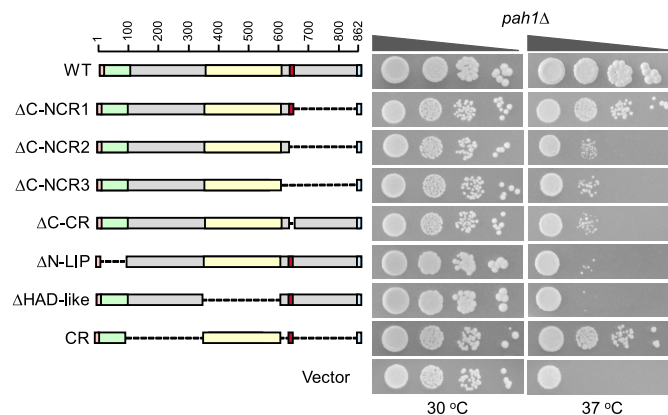 pah1Δ
1 100 200 300 400 500 600 700 800 862
WT
ΔC-NCR1
ΔC-NCR2
ΔC-NCR3
ΔC-CR
ΔN-LIP
ΔHAD-like
CR
Vector
30 °C 37 °C